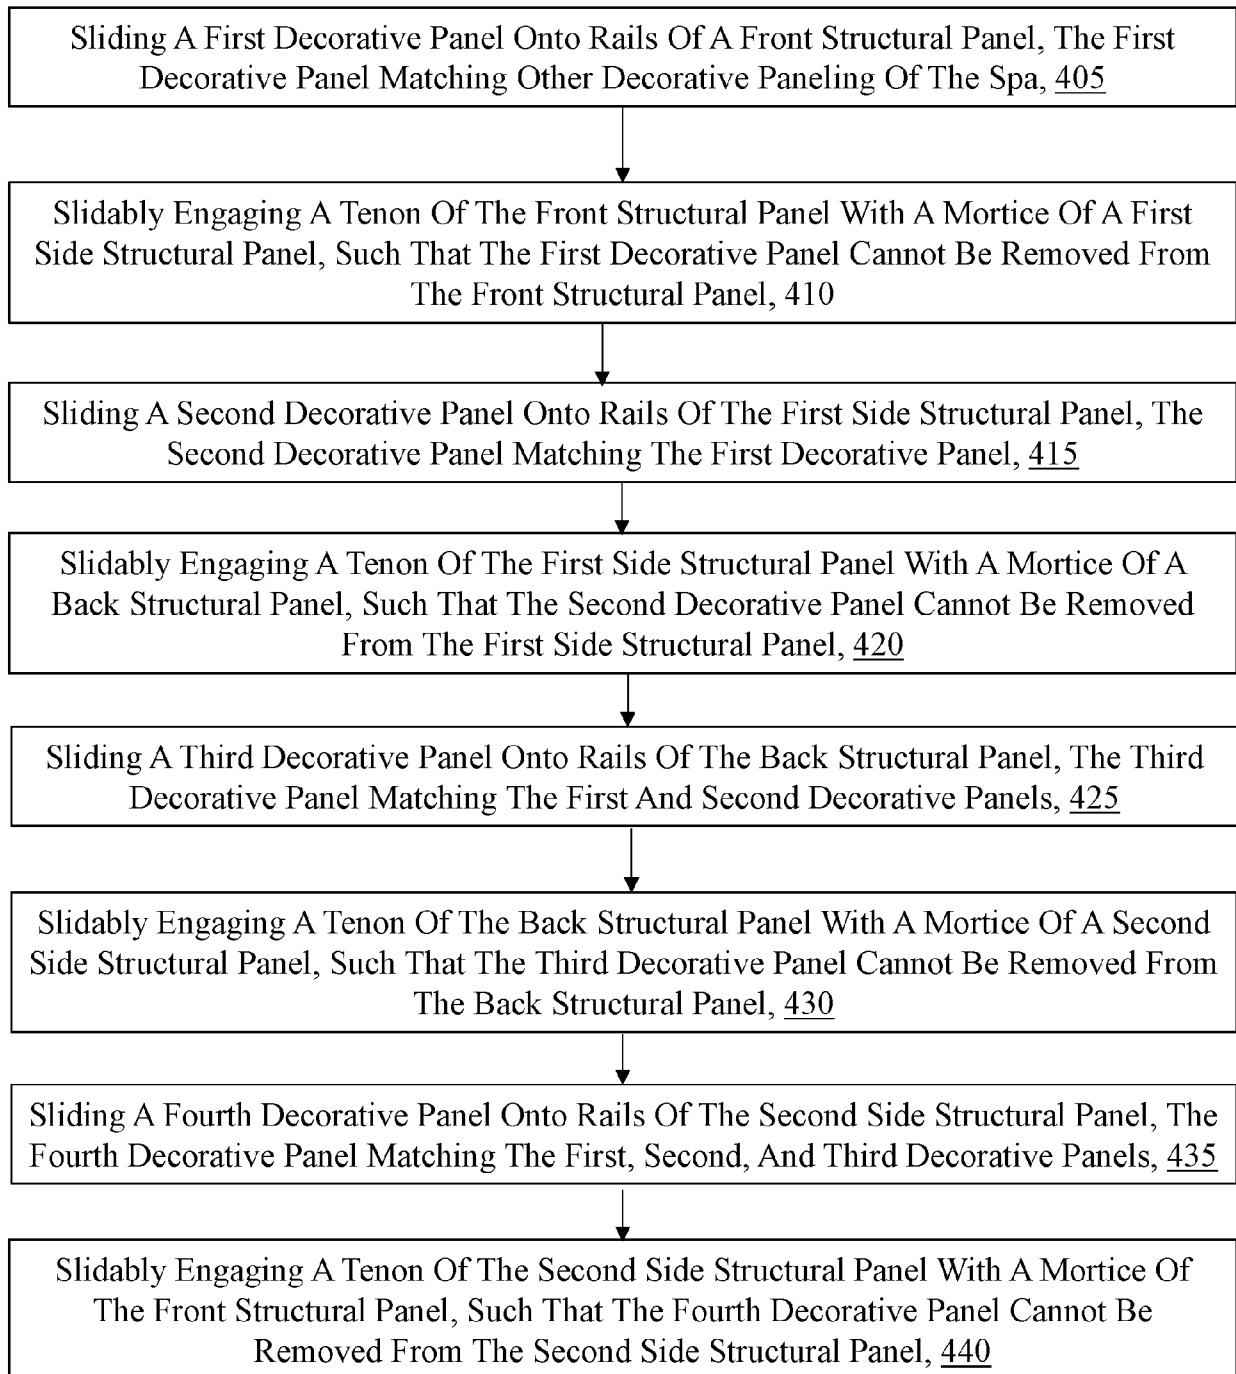 Sliding A First Decorative Panel Onto Rails Of A Front Structural Panel, The First
Decorative Panel Matching Other Decorative Paneling Of The Spa, 405
Slidably Engaging A Tenon Of The Front Structural Panel With A Mortice Of A First
Side Structural Panel, Such That The First Decorative Panel Cannot Be Removed From
The Front Structural Panel, 410
Sliding A Second Decorative Panel Onto Rails Of The First Side Structural Panel, The
Second Decorative Panel Matching The First Decorative Panel, 415
Slidably Engaging A Tenon Of The First Side Structural Panel With A Mortice Of A
Back Structural Panel, Such That The Second Decorative Panel Cannot Be Removed
From The First Side Structural Panel, 420
Sliding A Third Decorative Panel Onto Rails Of The Back Structural Panel, The Third
Decorative Panel Matching The First And Second Decorative Panels, 425
Slidably Engaging A Tenon Of The Back Structural Panel With A Mortice Of A Second
Side Structural Panel, Such That The Third Decorative Panel Cannot Be Removed From
The Back Structural Panel, 430
Sliding A Fourth Decorative Panel Onto Rails Of The Second Side Structural Panel, The
Fourth Decorative Panel Matching The First, Second, And Third Decorative Panels, 435
Slidably Engaging A Tenon Of The Second Side Structural Panel With A Mortice Of
The Front Structural Panel, Such That The Fourth Decorative Panel Cannot Be
Removed From The Second Side Structural Panel, 440